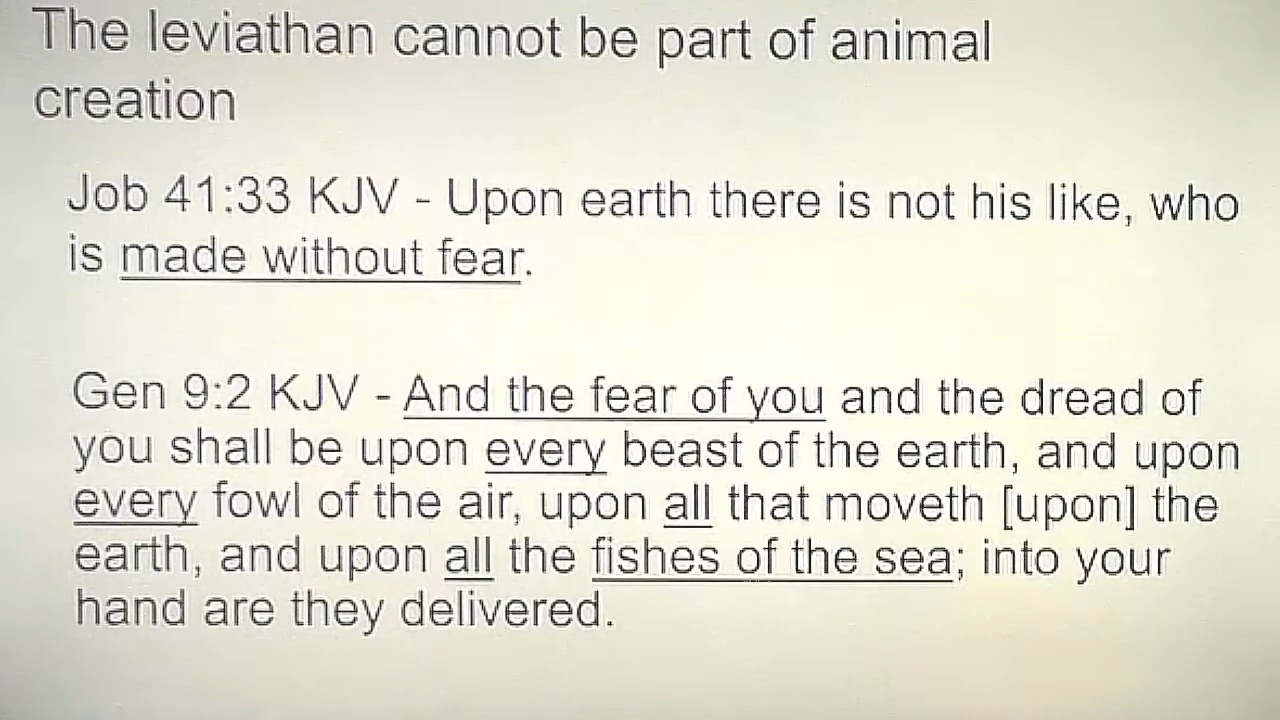 The leviathan cannot be part of animal
creation
Job 41:33 KJV - Upon earth there is not his like, who
is made without fear.
Gen 9:2 KJV - And the fear of you and the dread of
you shall be upon every beast of the earth, and upon
every fowl of the air, upon all that moveth [upon] the
earth, and upon all the fishes of the sea; into your
hand are they delivered.